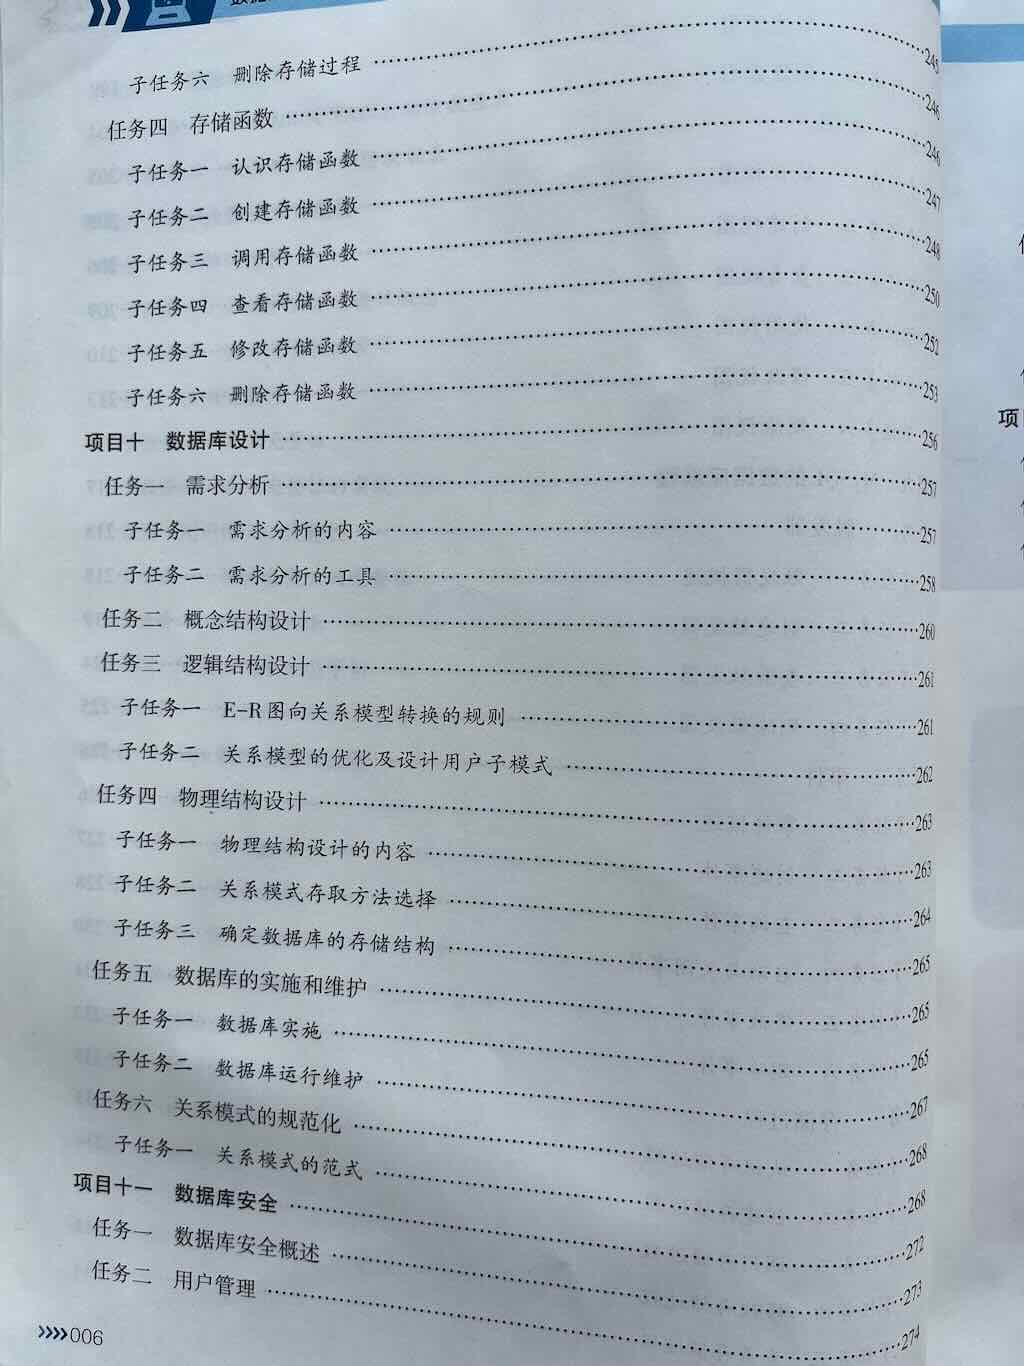 子任务六 删除存储过程 245
任务四 存储函数 246
子任务一 认识存储函数 246
子任务二 创建存储函数 247
子任务三 调用存储函数 248
子任务四 查看存储函数 250
子任务五 修改存储函数 252
子任务六 删除存储函数 253
项目十 数据库设计 256
任务一 需求分析 257
子任务一 需求分析的内容 257
子任务二 需求分析的工具 258
任务二 概念结构设计 260
任务三 逻辑结构设计 261
子任务一 E-R图向关系模型转换的规则 261
子任务二 关系模型的优化及设计用户子模式 262
任务四 物理结构设计 263
子任务一 物理结构设计的内容 263
子任务二 关系模式存取方法选择 264
子任务三 确定数据库的存储结构 265
任务五 数据库的实施和维护 265
子任务一 数据库实施 265
子任务二 数据库运行维护 267
任务六 关系模式的规范化 268
子任务一 关系模式的范式 268
项目十一 数据库安全 272
任务一 数据库安全概述 273
任务二 用户管理 274
006